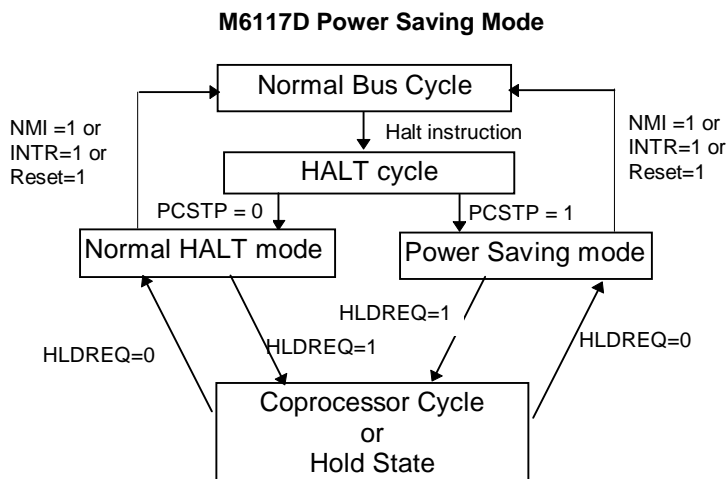 M6117D Power Saving Mode
Normal Bus Cycle
NMI =1 or
INTR=1 or
Reset=1
Halt instruction
NMI =1 or
INTR=1 or
Reset=1
HALT cycle
PCSTP = 0
PCSTP = 1
Normal HALT mode
Power Saving mode
HLDREQ=0
HLDREQ=1
HLDREQ=1
HLDREQ=0
Coprocessor Cycle
or
Hold State